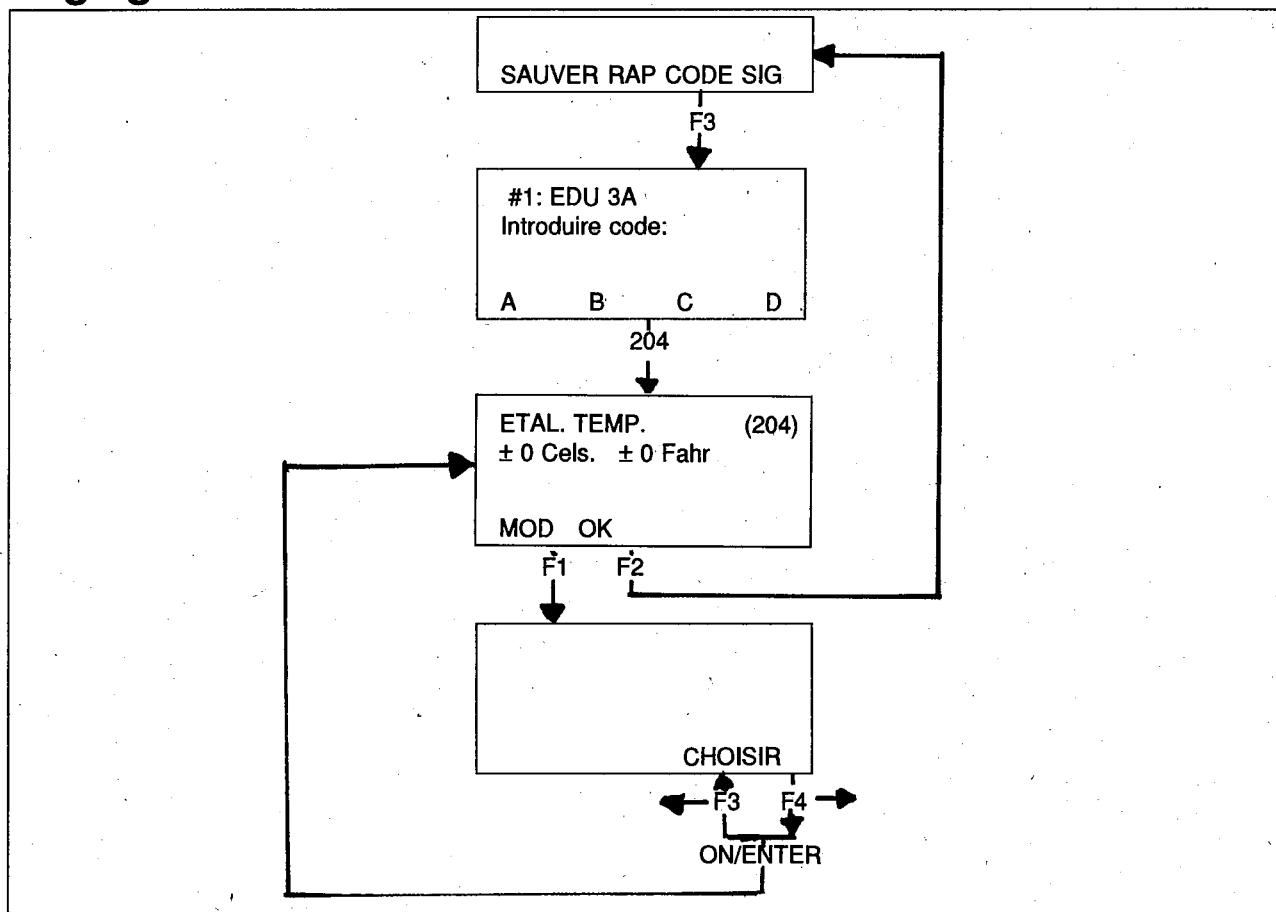 SAUVER RAP CODE SIG
F3
#1: EDU 3A
Introduire code:
A B C D
204
ETAL. TEMP. (204)
± 0 Cels. ± 0 Fahr
MOD OK
F1 F2
CHOISIR
F3 F4
ON/ENTER